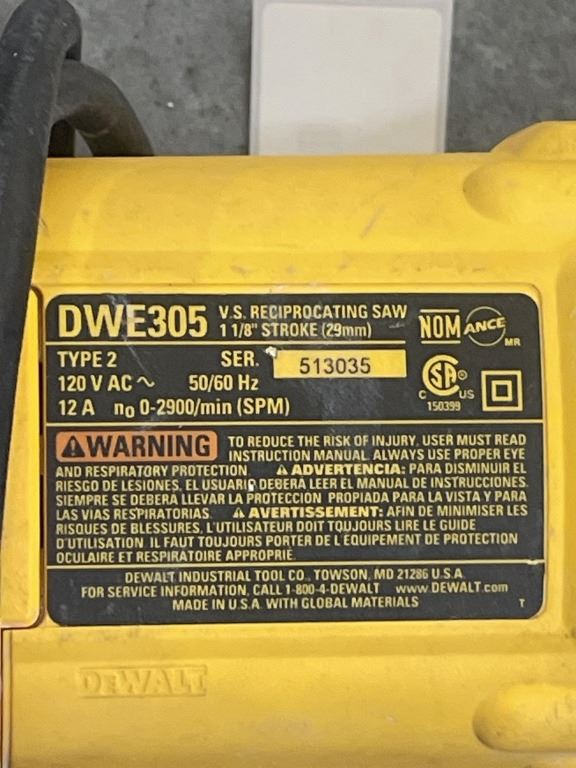 DWE305 V.S. RECIPROCATING SAW
1 1/8" STROKE (29mm)
NOM ANCE MR
TYPE 2 SER. 513035
120 V AC ~ 50/60 Hz
12 A no 0-2900/min (SPM)
CSA ® C US
150399
WARNING TO REDUCE THE RISK OF INJURY, USER MUST READ
INSTRUCTION MANUAL. ALWAYS USE PROPER EYE
AND RESPIRATORY PROTECTION. ADVERTENCIA: PARA DISMINUIR EL
RIESGO DE LESIONES, EL USUARIO DEBERÁ LEER EL MANUAL DE INSTRUCCIONES.
SIEMPRE SE DEBERÁ LLEVAR LA PROTECCIÓN PROPIADA PARA LA VISTA Y PARA
LAS VIAS RESPIRATORIAS. AVERTISSEMENT: AFIN DE MINIMISER LES
RISQUES DE BLESSURES, L'UTILISATEUR DOIT TOUJOURS LIRE LE GUIDE
D'UTILISATION IL FAUT TOUJOURS PORTER DE L'ÉQUIPEMENT DE PROTECTION
OCULAIRE ET RESPIRATOIRE APPROPRIÉ.
DEWALT INDUSTRIAL TOOL CO., TOWSON, MD 21286 U.S.A.
FOR SERVICE INFORMATION, CALL 1-800-4-DEWALT www.DEWALT.com
MADE IN U.S.A. WITH GLOBAL MATERIALS T
DEWALT